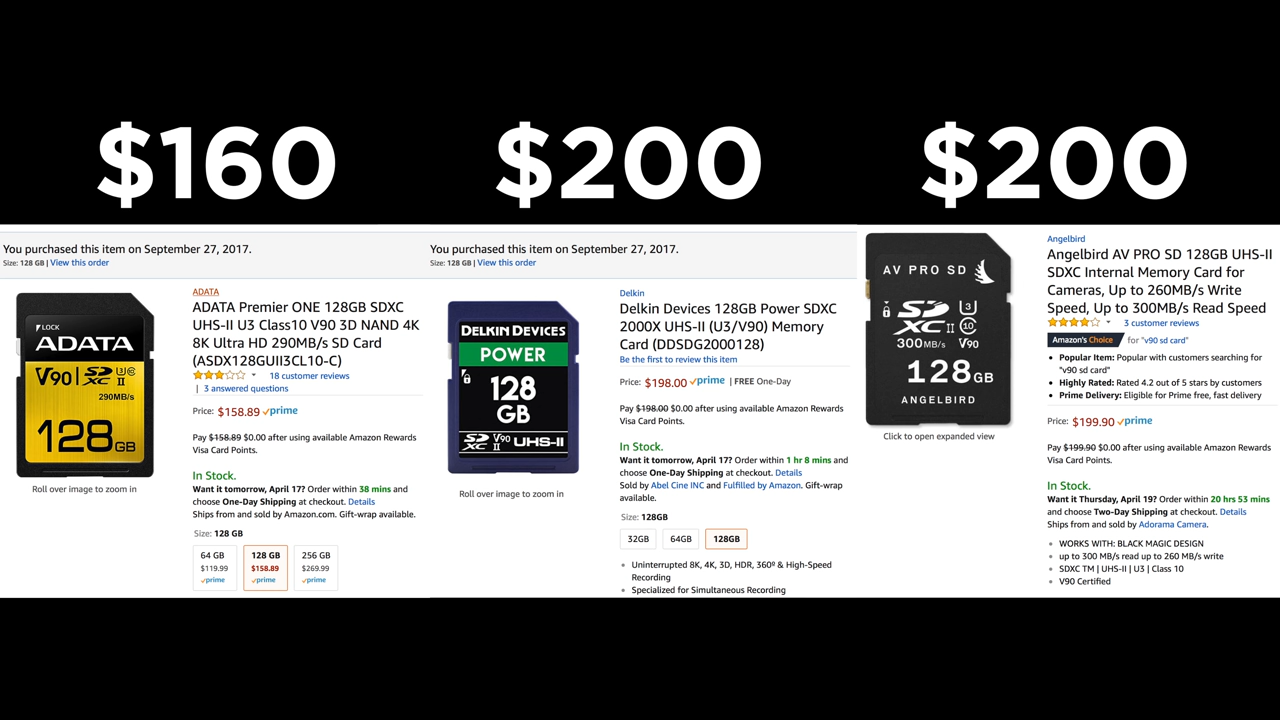 $160
$200
$200
You purchased this item on September 27, 2017.
Size: 128 GB | View this order
LOCK
ADATA
V90 SD XC II U3 C10
290MB/s
128GB
Roll over image to zoom in
ADATA
ADATA Premier ONE 128GB SDXC
UHS-II U3 Class10 V90 3D NAND 4K
8K Ultra HD 290MB/s SD Card
(ASDX128GUII3CL10-C)
18 customer reviews
| 3 answered questions
Price: $158.89 prime
Pay $158.89 $0.00 after using available Amazon Rewards
Visa Card Points.
In Stock.
Want it tomorrow, April 17? Order within 38 mins and
choose One-Day Shipping at checkout. Details
Ships from and sold by Amazon.com. Gift-wrap available.
Size: 128 GB
64 GB
$119.99
prime
128 GB
$158.89
prime
256 GB
$269.99
prime
You purchased this item on September 27, 2017.
Size: 128 GB | View this order
DELKIN DEVICES
POWER
128
GB
SD XC V90 II UHS-II
Roll over image to zoom in
Delkin
Delkin Devices 128GB Power SDXC
2000X UHS-II (U3/V90) Memory
Card (DDSDG2000128)
Be the first to review this item
Price: $198.00 prime | FREE One-Day
Pay $198.00 $0.00 after using available Amazon Rewards
Visa Card Points.
In Stock.
Want it tomorrow, April 17? Order within 1 hr 8 mins and
choose One-Day Shipping at checkout. Details
Sold by Abel Cine INC and Fulfilled by Amazon. Gift-wrap
available.
Size: 128GB
32GB
64GB
128GB
Uninterrupted 8K, 4K, 3D, HDR, 360º & High-Speed
Recording
Specialized for Simultaneous Recording
AV PRO SD
SD XC II 3 10
300MB/s V90
128GB
ANGELBIRD
Click to open expanded view
Angelbird
Angelbird AV PRO SD 128GB UHS-II
SDXC Internal Memory Card for
Cameras, Up to 260MB/s Write
Speed, Up to 300MB/s Read Speed
3 customer reviews
Amazon's Choice for "v90 sd card"
Popular Item: Popular with customers searching for
"v90 sd card"
Highly Rated: Rated 4.2 out of 5 stars by customers
Prime Delivery: Eligible for Prime free, fast delivery
Price: $199.90 prime
Pay $199.90 $0.00 after using available Amazon Rewards
Visa Card Points.
In Stock.
Want it Thursday, April 19? Order within 20 hrs 53 mins
and choose Two-Day Shipping at checkout. Details
Ships from and sold by Adorama Camera.
WORKS WITH: BLACK MAGIC DESIGN
up to 300 MB/s read up to 260 MB/s write
SDXC TM | UHS-II | U3 | Class 10
V90 Certified